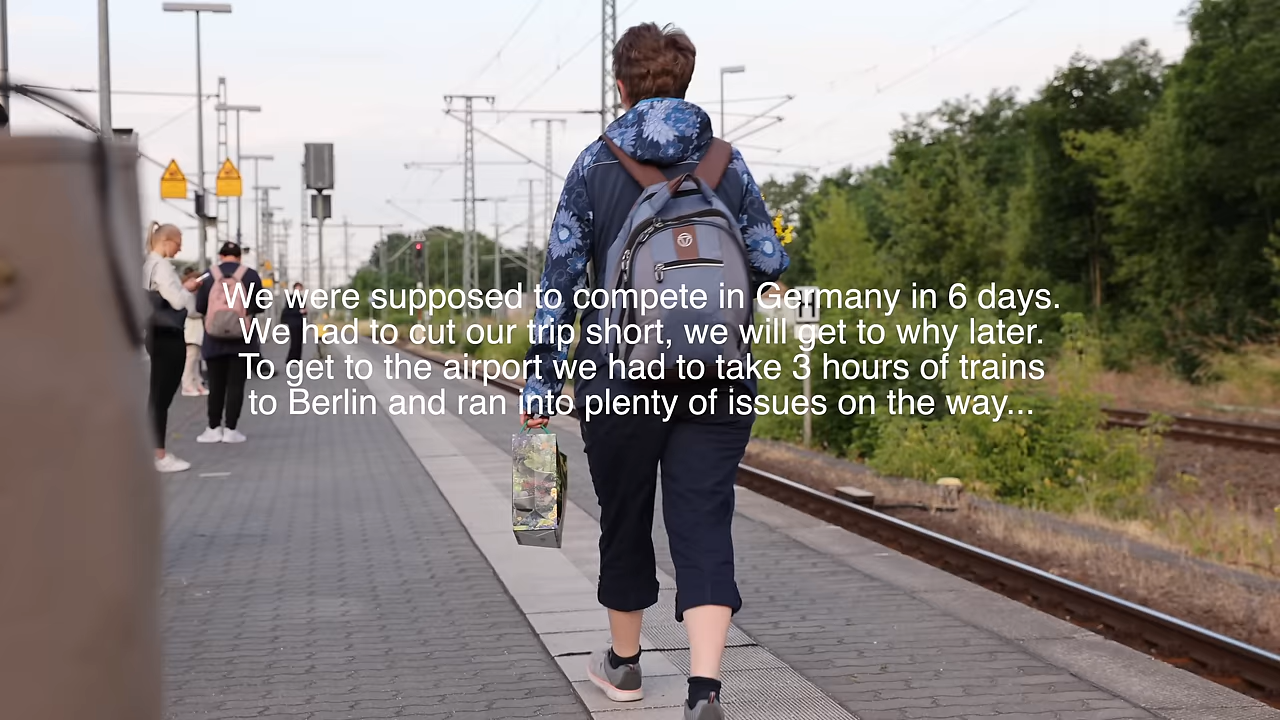 We were supposed to compete in Germany in 6 days.
We had to cut our trip short, we will get to why later.
To get to the airport we had to take 3 hours of trains
to Berlin and ran into plenty of issues on the way...